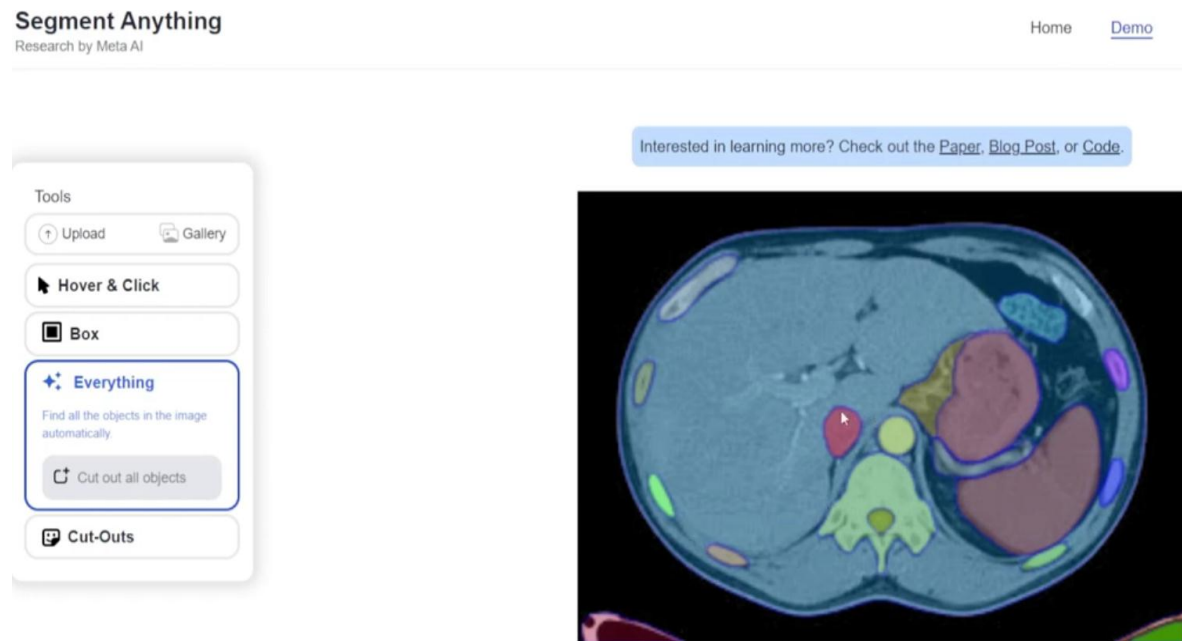 Segment Anything
Research by Meta AI
Home Demo
Interested in learning more? Check out the Paper, Blog Post, or Code.
Tools
Upload Gallery
Hover & Click
Box
Everything
Find all the objects in the image
automatically
Cut out all objects
Cut-Outs